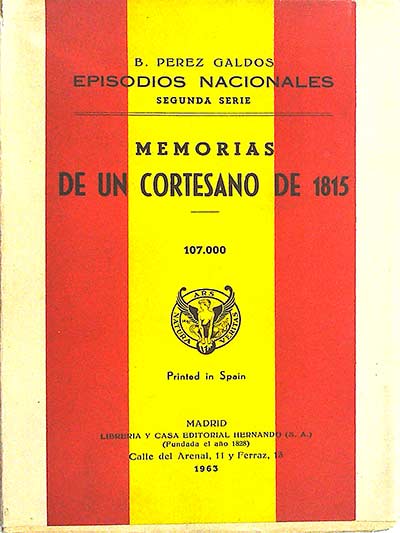 B. PEREZ GALDOS
EPISODIOS NACIONALES
SEGUNDA SERIE
MEMORIAS
DE UN CORTESANO DE 1815
107.000
ARS
NATURA
VERITAS
Printed in Spain
MADRID
LIBRERIA Y CASA EDITORIAL HERNANDO (S. A.)
(Fundada el año 1828)
Calle del Arenal, 11 y Ferraz, 13
1963